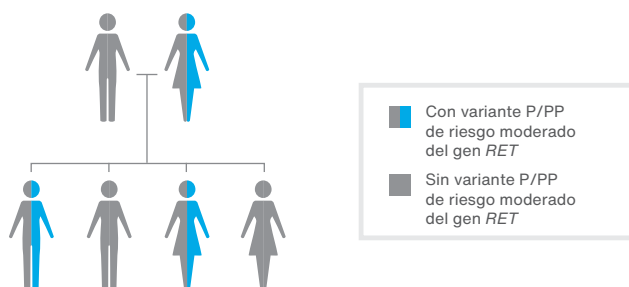 Con variante P/PP
de riesgo moderado
del gen RET
Sin variante P/PP
de riesgo moderado
del gen RET